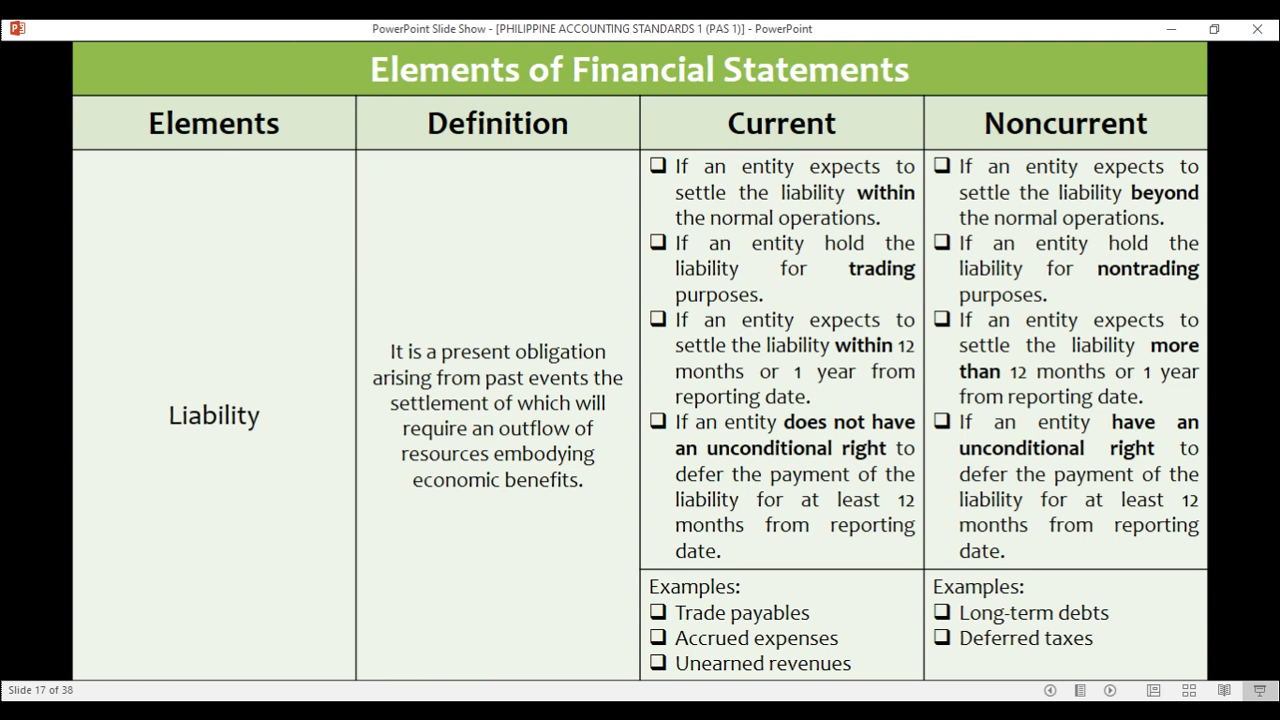 PowerPoint Slide Show - [PHILIPPINE ACCOUNTING STANDARDS 1 (PAS 1)] - PowerPoint
Elements of Financial Statements
Elements
Definition
Current
Noncurrent
Liability
It is a present obligation
arising from past events the
settlement of which will
require an outflow of
resources embodying
economic benefits.
If an entity expects to
settle the liability within
the normal operations.
If an entity hold the
liability for trading
purposes.
If an entity expects to
settle the liability within 12
months or 1 year from
reporting date.
If an entity does not have
an unconditional right to
defer the payment of the
liability for at least 12
months from reporting
date.
Examples:
Trade payables
Accrued expenses
Unearned revenues
If an entity expects to
settle the liability beyond
the normal operations.
If an entity hold the
liability for nontrading
purposes.
If an entity expects to
settle the liability more
than 12 months or 1 year
from reporting date.
If an entity have an
unconditional right to
defer the payment of the
liability for at least 12
months from reporting
date.
Examples:
Long-term debts
Deferred taxes
Slide 17 of 38